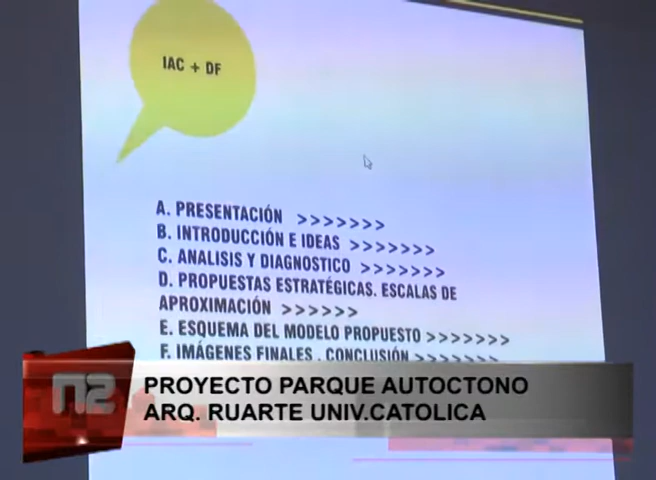 IAC + DF
A. PRESENTACIÓN >>>>>>>
B. INTRODUCCIÓN E IDEAS >>>>>>>
C. ANALISIS Y DIAGNOSTICO >>>>>>>
D. PROPUESTAS ESTRATÉGICAS. ESCALAS DE
APROXIMACIÓN >>>>>>
E. ESQUEMA DEL MODELO PROPUESTO >>>>>>>
F. IMÁGENES FINALES . CONCLUSIÓN >>>>>>>
PROYECTO PARQUE AUTOCTONO
ARQ. RUARTE UNIV.CATOLICA